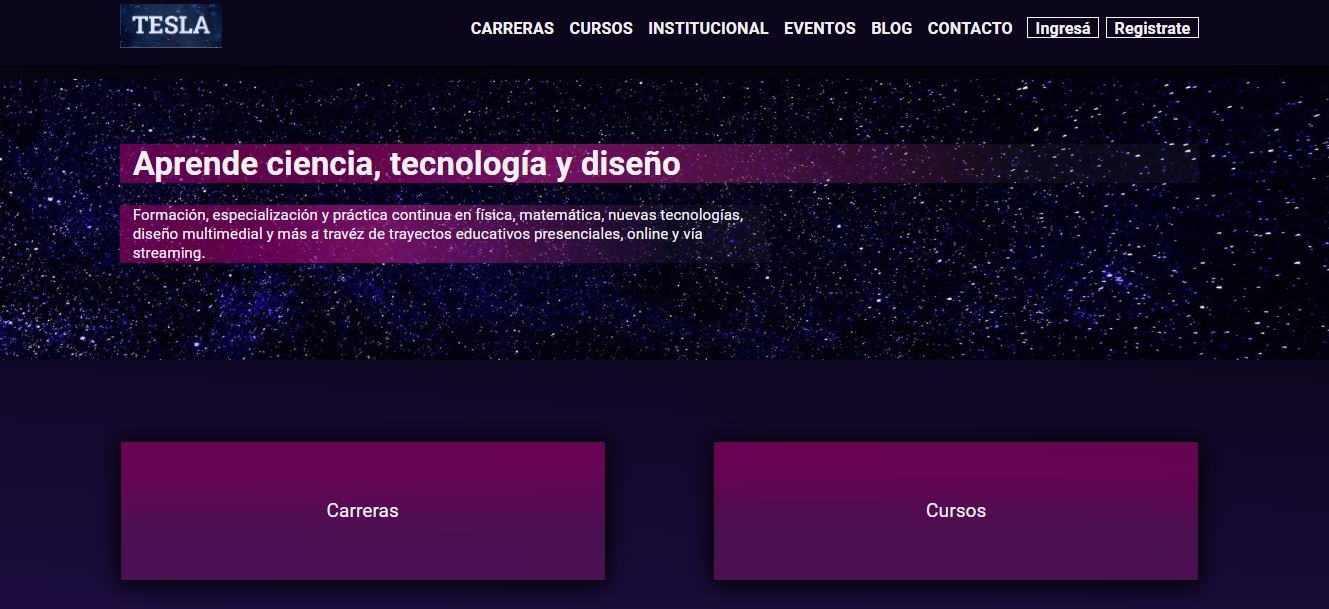 TESLA
CARRERAS CURSOS INSTITUCIONAL EVENTOS BLOG CONTACTO Ingresá Registrate
Aprende ciencia, tecnología y diseño
Formación, especialización y práctica continua en física, matemática, nuevas tecnologías,
diseño multimedial y más a travéz de trayectos educativos presenciales, online y vía
streaming.
Carreras
Cursos